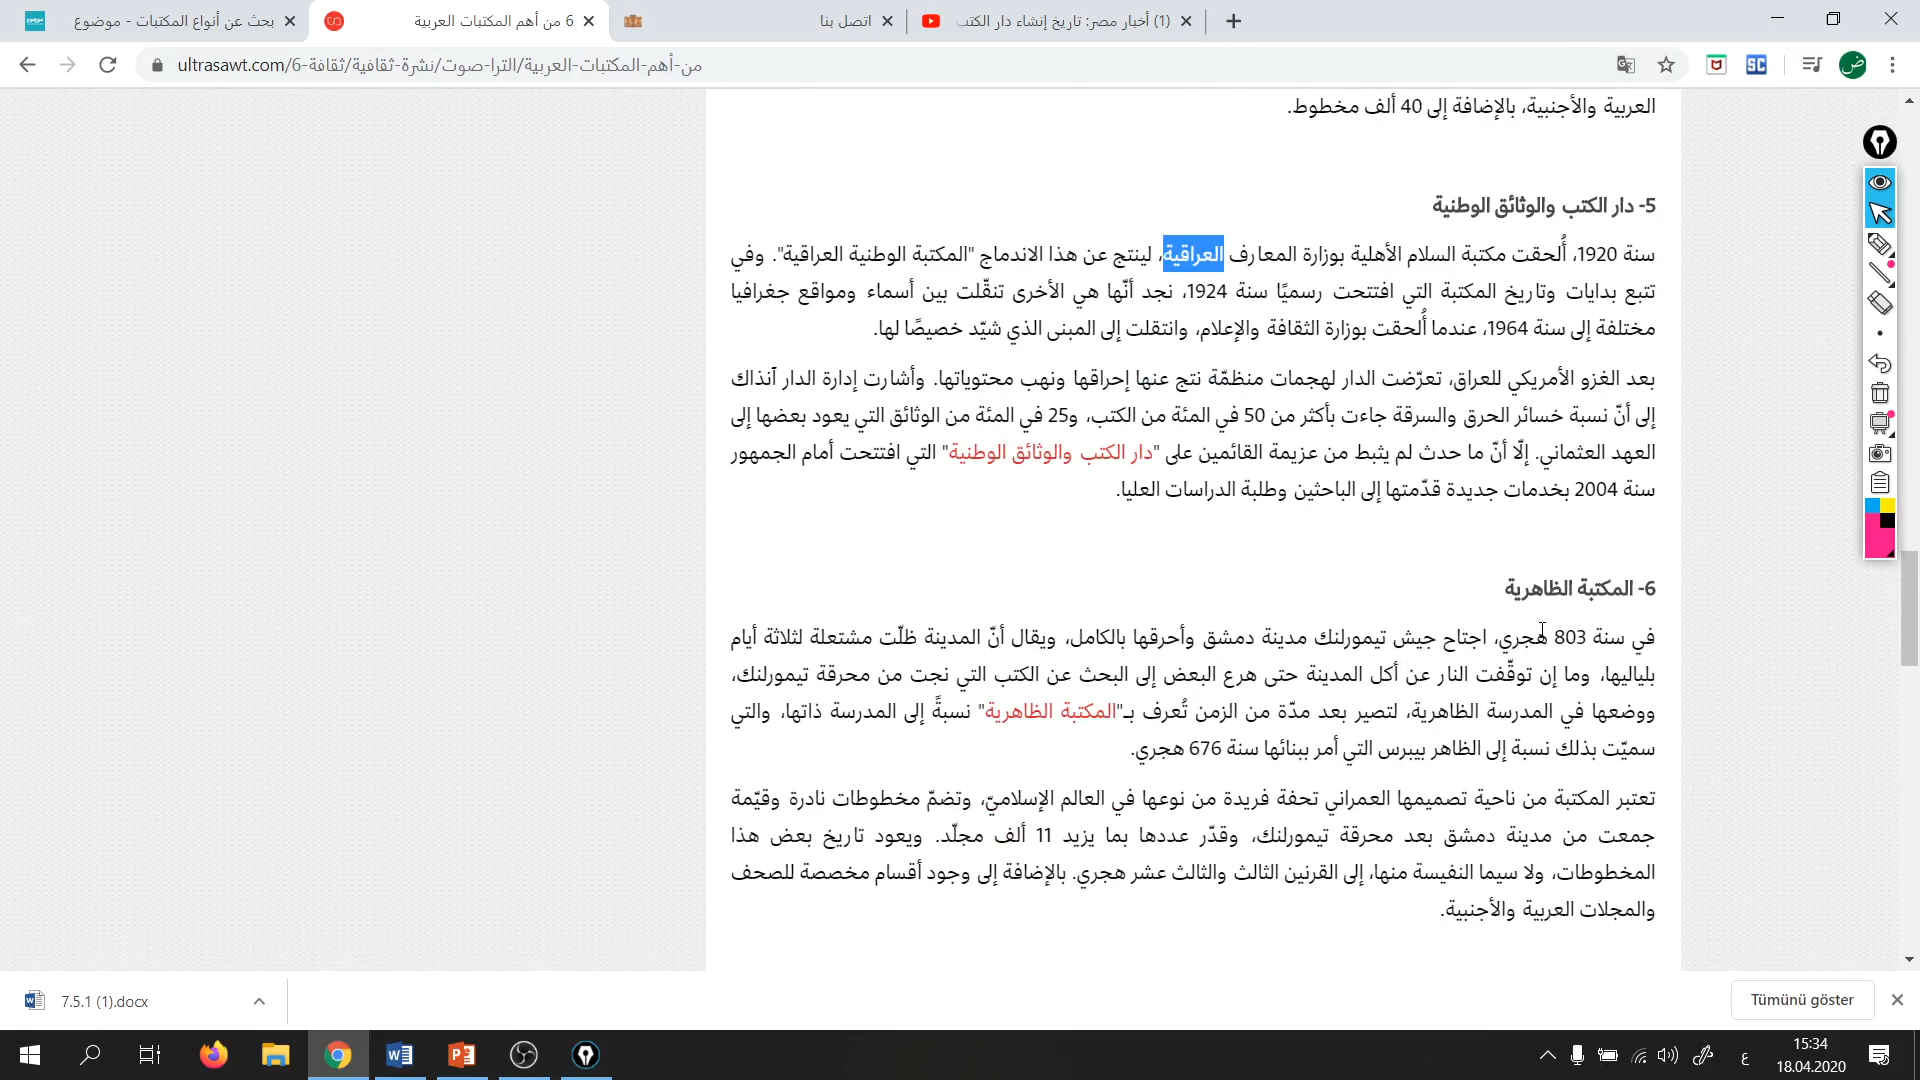 بحث عن أنواع المكتبات - موضوع
6 من أهم المكتبات العربية
اتصل بنا
(1) أخبار مصر: تاريخ إنشاء دار الكتب
ultrasawt.com/من-أهم-المكتبات-العربية/الترا-صوت/نشرة-ثقافية/ثقافة-6
العربية والأجنبية، بالإضافة إلى 40 ألف مخطوط.
5- دار الكتب والوثائق الوطنية
سنة 1920، أُلحقت مكتبة السلام الأهلية بوزارة المعارف العراقية، لينتج عن هذا الاندماج "المكتبة الوطنية العراقية". وفي
تتبع بدايات وتاريخ المكتبة التي افتتحت رسميًا سنة 1924، نجد أنّها هي الأخرى تنقّلت بين أسماء ومواقع جغرافيا
مختلفة إلى سنة 1964، عندما أُلحقت بوزارة الثقافة والإعلام، وانتقلت إلى المبنى الذي شيّد خصيصًا لها.
بعد الغزو الأمريكي للعراق، تعرّضت الدار لهجمات منظمّة نتج عنها إحراقها ونهب محتوياتها. وأشارت إدارة الدار آنذاك
إلى أنّ نسبة خسائر الحرق والسرقة جاءت بأكثر من 50 في المئة من الكتب، و25 في المئة من الوثائق التي يعود بعضها إلى
العهد العثماني. إلّا أنّ ما حدث لم يثبط من عزيمة القائمين على "دار الكتب والوثائق الوطنية" التي افتتحت أمام الجمهور
سنة 2004 بخدمات جديدة قدّمتها إلى الباحثين وطلبة الدراسات العليا.
6- المكتبة الظاهرية
في سنة 803 هجري، اجتاح جيش تيمورلنك مدينة دمشق وأحرقها بالكامل، ويقال أنّ المدينة ظلّت مشتعلة لثلاثة أيام
بلياليها، وما إن توقّفت النار عن أكل المدينة حتى هرع البعض إلى البحث عن الكتب التي نجت من محرقة تيمورلنك،
ووضعها في المدرسة الظاهرية، لتصير بعد مدّة من الزمن تُعرف بـ"المكتبة الظاهرية" نسبةً إلى المدرسة ذاتها، والتي
سميّت بذلك نسبة إلى الظاهر بيبرس التي أمر ببنائها سنة 676 هجري.
تعتبر المكتبة من ناحية تصميمها العمراني تحفة فريدة من نوعها في العالم الإسلاميّ، وتضمّ مخطوطات نادرة وقيّمة
جمعت من مدينة دمشق بعد محرقة تيمورلنك، وقدّر عددها بما يزيد 11 ألف مجلّد. ويعود تاريخ بعض هذا
المخطوطات، ولا سيما النفيسة منها، إلى القرنين الثالث والثالث عشر هجري. بالإضافة إلى وجود أقسام مخصصة للصحف
والمجلات العربية والأجنبية.
7.5.1 (1).docx
Tümünü göster
ع
15:34
18.04.2020